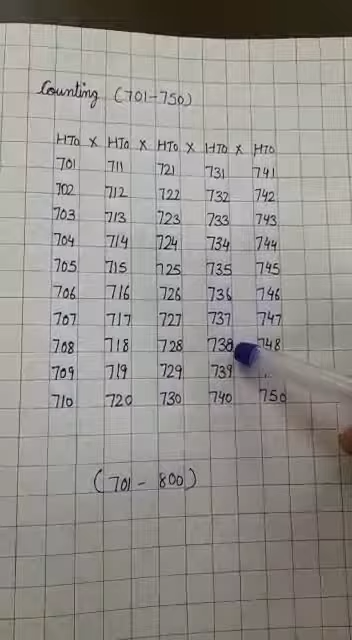 Counting (701-750)
HTO x HTO x HTO x HTO x HTO
701 711 721 731 741
702 712 722 732 742
703 713 723 733 743
704 714 724 734 744
705 715 725 735 745
706 716 726 736 746
707 717 727 737 747
708 718 728 738 748
709 719 729 739
710 720 730 740 750
(701 - 800)